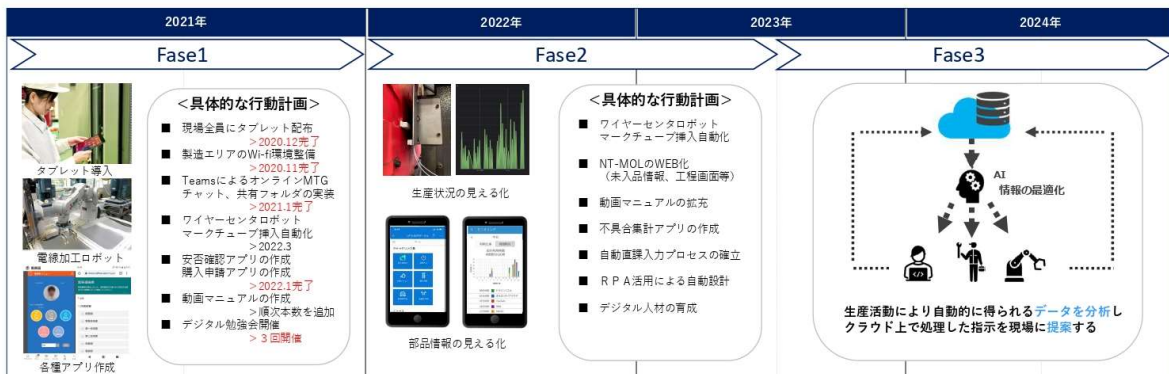 2021年
2022年
2023年
2024年
Fase1
Fase2
Fase3
タブレット導入
電線加工ロボット
各種アプリ作成
＜具体的な行動計画＞
■ 現場全員にタブレット配布
＞2020.12完了
■ 製造エリアのWi-fi環境整備
＞2020.11完了
■ TeamsによるオンラインMTG
チャット、共有フォルダの実装
＞2021.1完了
■ ワイヤーセンタロボット
マークチューブ挿入自動化
＞2022.3
■ 安否確認アプリの作成
購入申請アプリの作成
＞2022.1完了
■ 動画マニュアルの作成
＞順次本数を追加
■ デジタル勉強会開催
＞３回開催
生産状況の見える化
部品情報の見える化
＜具体的な行動計画＞
■ ワイヤーセンタロボット
マークチューブ挿入自動化
■ NT-MOLのWEB化
（未入品情報、工程画面等）
■ 動画マニュアルの拡充
■ 不具合集計アプリの作成
■ 自動直課入力プロセスの確立
■ ＲＰＡ活用による自動設計
■ デジタル人材の育成
AI
情報の最適化
生産活動により自動的に得られるデータを分析し
クラウド上で処理した指示を現場に提案する